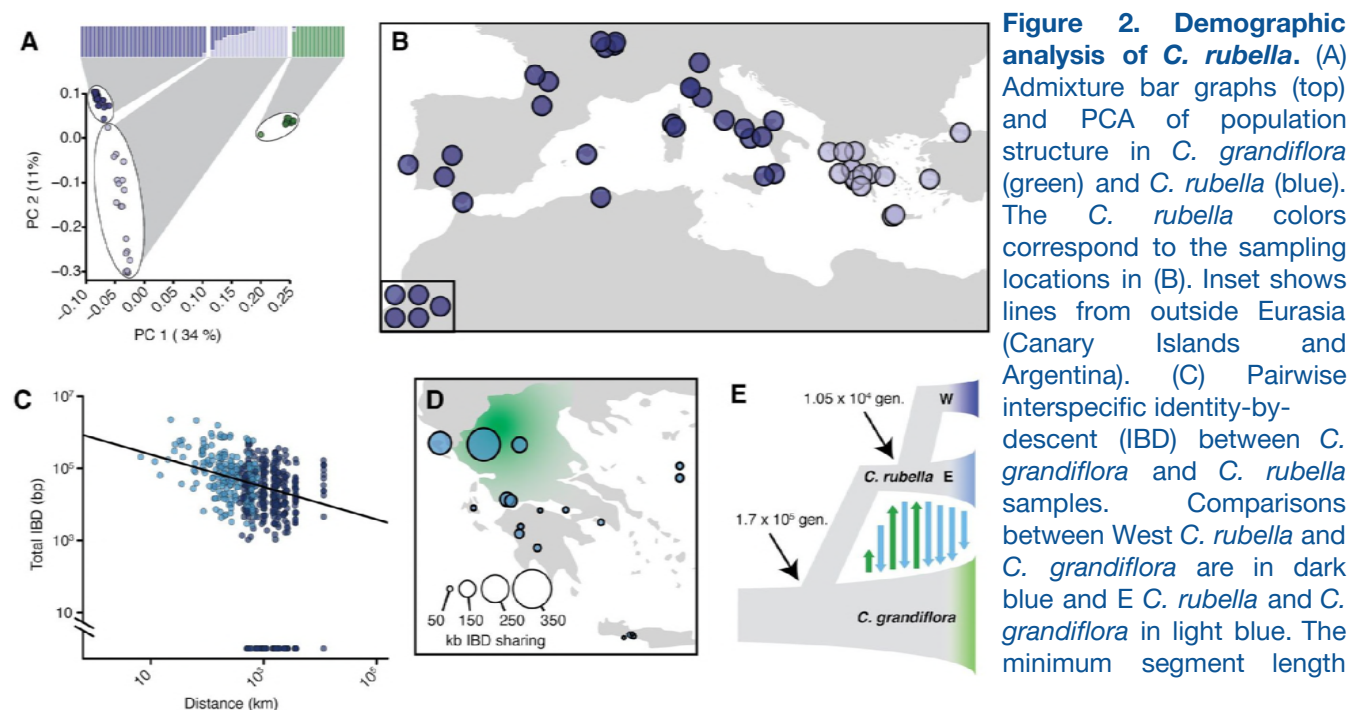 A
0.1
0.0
−0.1
−0.2
−0.3
PC 2 (11%)
−0.10
−0.05
0.00
0.05
0.10
0.15
0.20
0.25
PC 1 ( 34 %)
B
C
10⁷
10⁵
10³
10
Total IBD (bp)
10
10³
10⁵
Distance (km)
D
50 150 250 350
kb IBD sharing
E
1.05 x 10⁴ gen.
W
C. rubella E
1.7 x 10⁵ gen.
C. grandiflora
Figure 2. Demographic
analysis of C. rubella. (A)
Admixture bar graphs (top)
and PCA of population
structure in C. grandiflora
(green) and C. rubella (blue).
The C. rubella colors
correspond to the sampling
locations in (B). Inset shows
lines from outside Eurasia
(Canary Islands and
Argentina). (C) Pairwise
interspecific identity-by-
descent (IBD) between C.
grandiflora and C. rubella
samples. Comparisons
between West C. rubella and
C. grandiflora are in dark
blue and E C. rubella and C.
grandiflora in light blue. The
minimum segment length